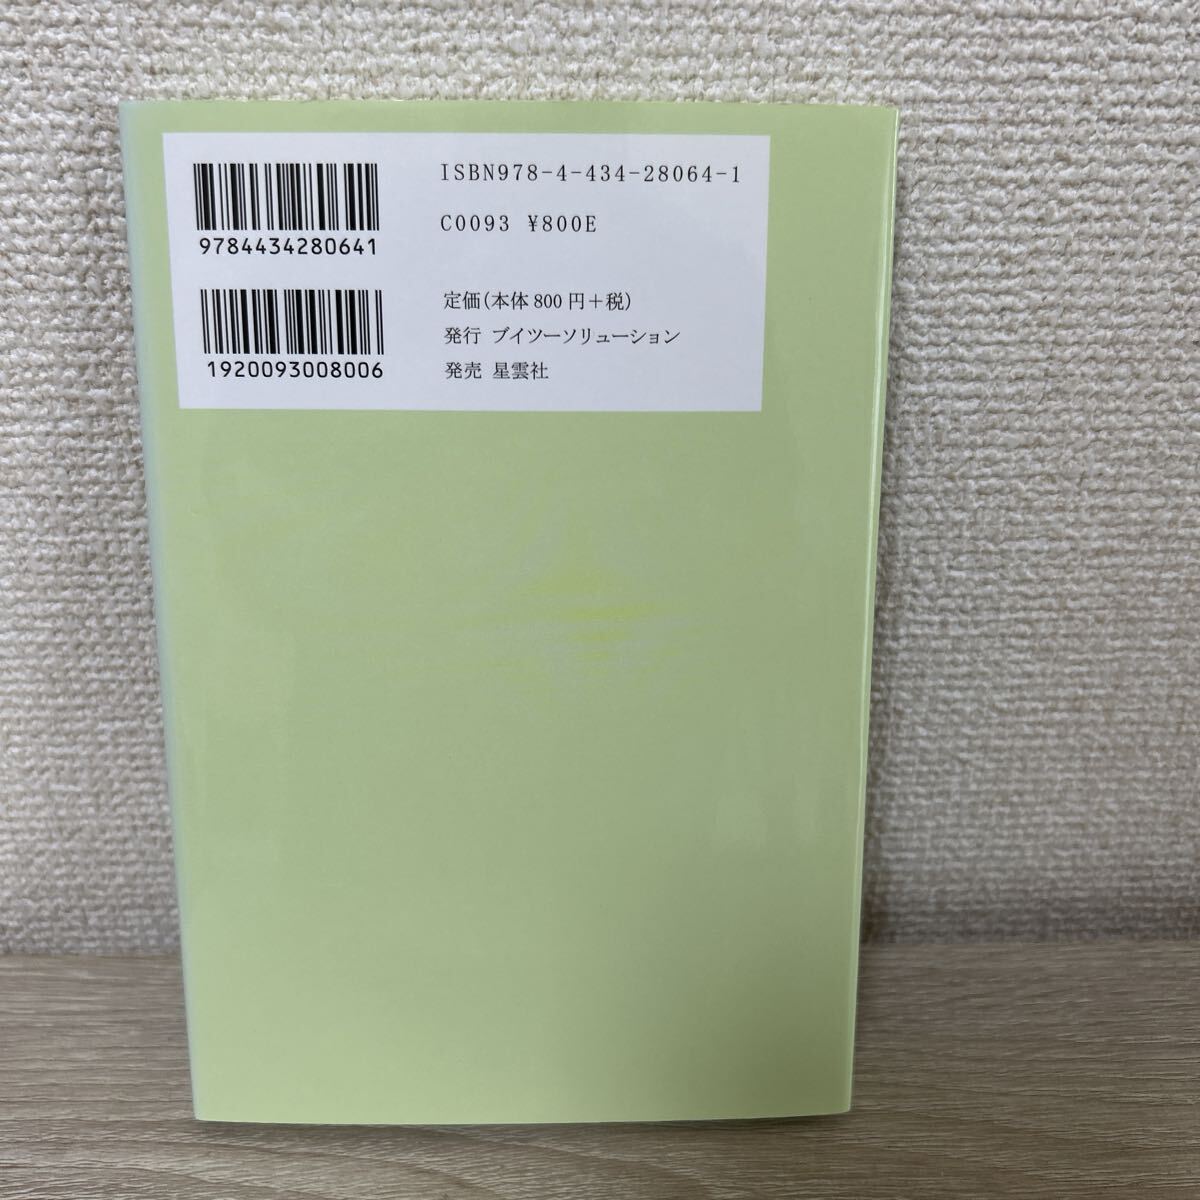 ISBN978-4-434-28064-1
C0093 ¥800E
9784434280641
定価(本体800円+税)
発行 ブイツーソリューション
発売 星雲社
1920093008006